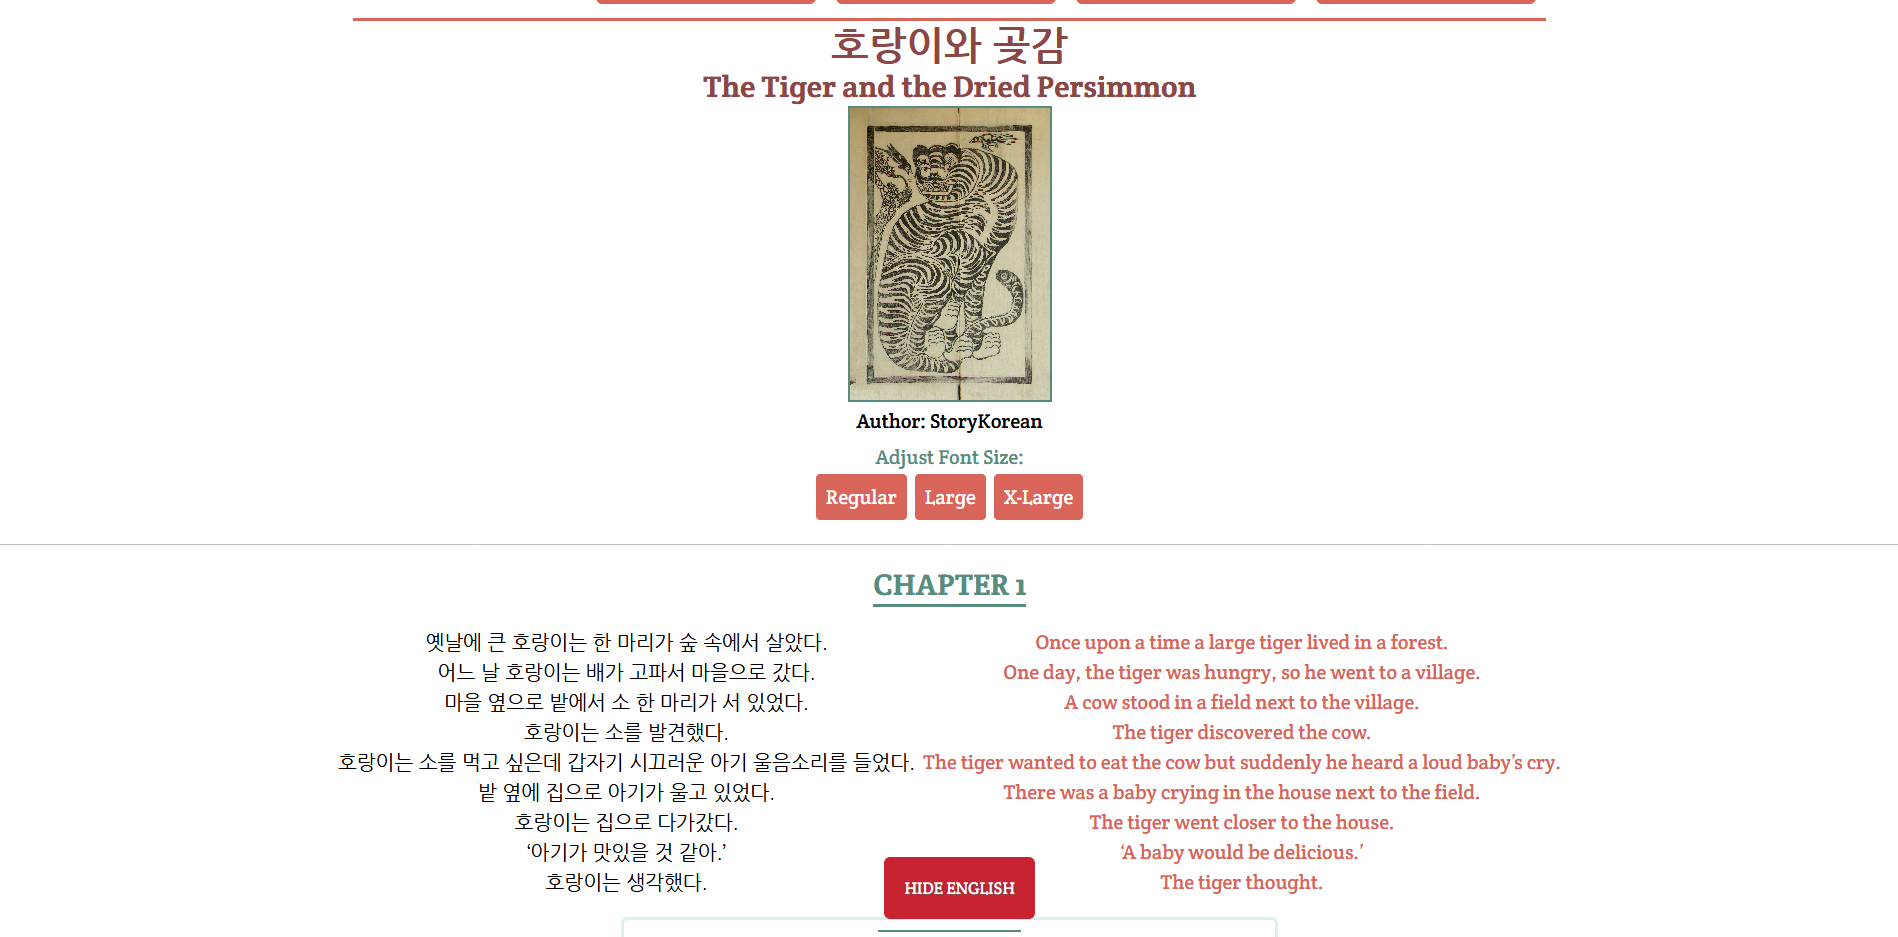 호랑이와 곶감
The Tiger and the Dried Persimmon
Author: StoryKorean
Adjust Font Size:
Regular Large X-Large
CHAPTER 1
옛날에 큰 호랑이는 한 마리가 숲 속에서 살았다.
어느 날 호랑이는 배가 고파서 마을으로 갔다.
마을 옆으로 밭에서 소 한 마리가 서 있었다.
호랑이는 소를 발견했다.
호랑이는 소를 먹고 싶은데 갑자기 시끄러운 아기 울음소리를 들었다.
밭 옆에 집으로 아기가 울고 있었다.
호랑이는 집으로 다가갔다.
‘아기가 맛있을 것 같아.’
호랑이는 생각했다.
Once upon a time a large tiger lived in a forest.
One day, the tiger was hungry, so he went to a village.
A cow stood in a field next to the village.
The tiger discovered the cow.
The tiger wanted to eat the cow but suddenly he heard a loud baby’s cry.
There was a baby crying in the house next to the field.
The tiger went closer to the house.
‘A baby would be delicious.’
The tiger thought.
HIDE ENGLISH